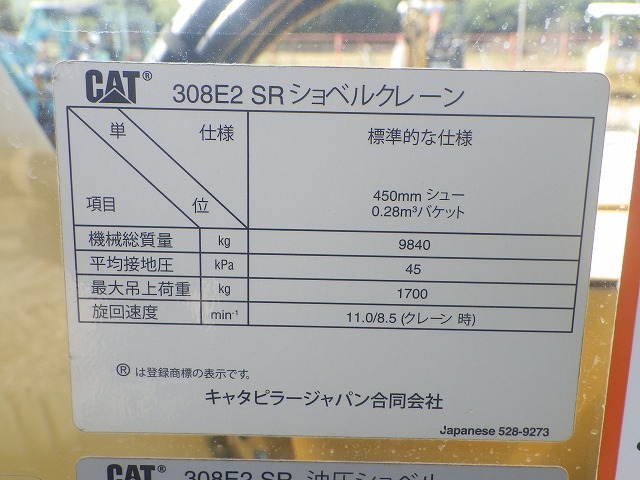 CAT® 308E2 SR ショベルクレーン
単 仕様 標準的な仕様
450mm シュー
項目 位 0.28m³バケット
機械総質量 kg 9840
平均接地圧 kPa 45
最大吊上荷重 kg 1700
旋回速度 min⁻¹ 11.0/8.5 (クレーン 時)
®は登録商標の表示です。
キャタピラージャパン合同会社
Japanese 528-9273
CAT® 308E2 SR 油圧ショベル